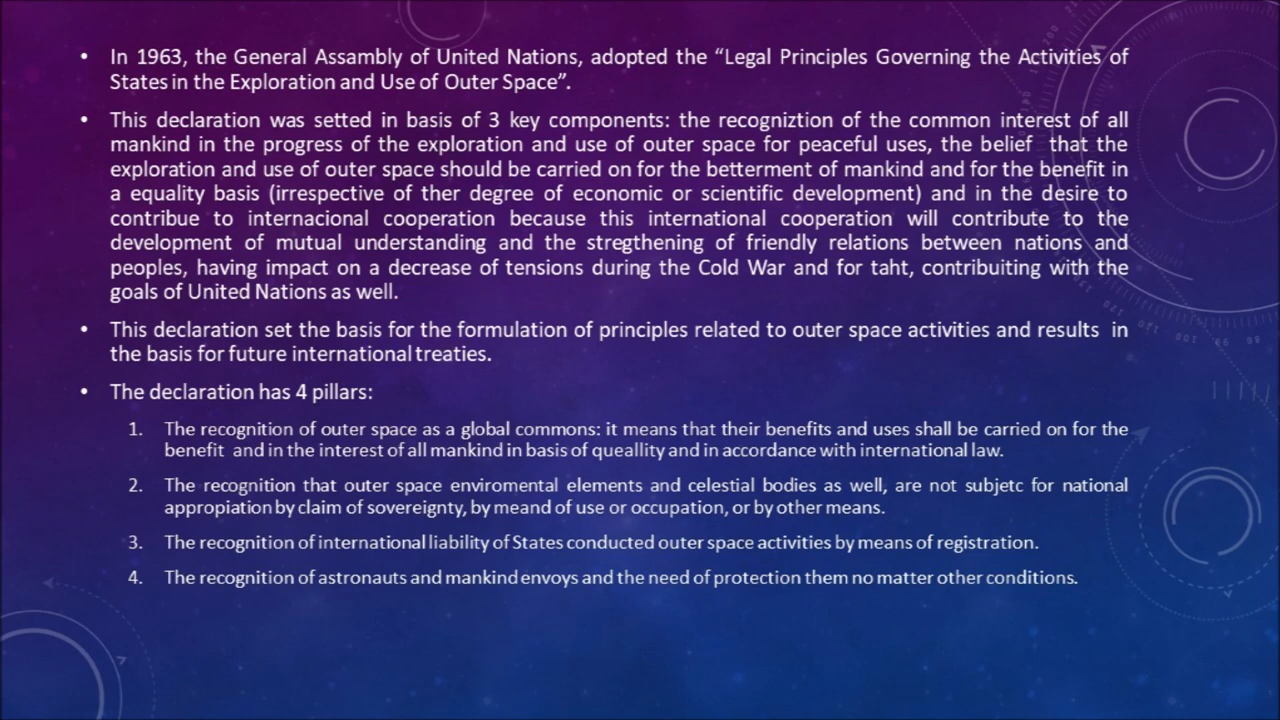 • In 1963, the General Assembly of United Nations, adopted the “Legal Principles Governing the Activities of
States in the Exploration and Use of Outer Space”.
• This declaration was setted in basis of 3 key components: the recogniztion of the common interest of all
mankind in the progress of the exploration and use of outer space for peaceful uses, the belief that the
exploration and use of outer space should be carried on for the betterment of mankind and for the benefit in
a equality basis (irrespective of ther degree of economic or scientific development) and in the desire to
contribue to internacional cooperation because this international cooperation will contribute to the
development of mutual understanding and the stregthening of friendly relations between nations and
peoples, having impact on a decrease of tensions during the Cold War and for taht, contribuiting with the
goals of United Nations as well.
• This declaration set the basis for the formulation of principles related to outer space activities and results in
the basis for future international treaties.
• The declaration has 4 pillars:
1. The recognition of outer space as a global commons: it means that their benefits and uses shall be carried on for the
benefit and in the interest of all mankind in basis of queallity and in accordance with international law.
2. The recognition that outer space enviromental elements and celestial bodies as well, are not subjetc for national
appropiation by claim of sovereignty, by meand of use or occupation, or by other means.
3. The recognition of international liability of States conducted outer space activities by means of registration.
4. The recognition of astronauts and mankind envoys and the need of protection them no matter other conditions.